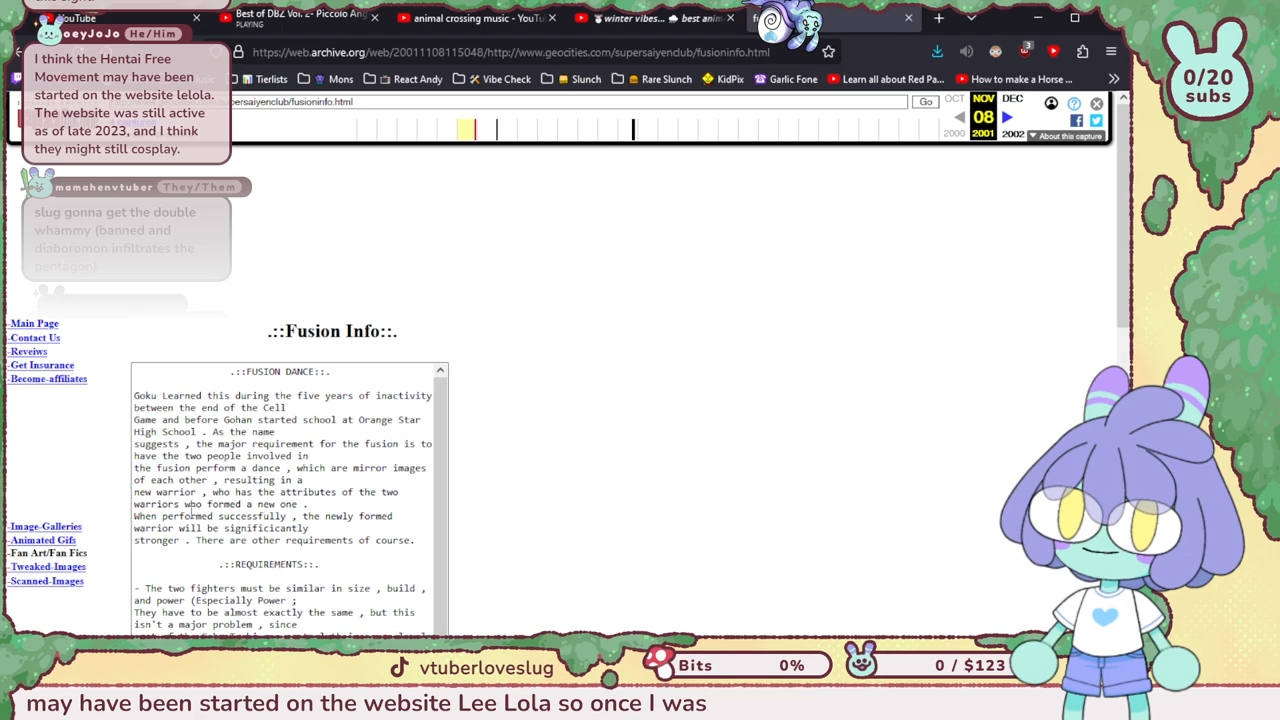 YouTube
Best of DBZ Vol. 2- Piccolo Ang
PLAYING
animal crossing music - YouTu
winter vibes...
best anim
https://web.archive.org/web/20011108115048/http://www.geocities.com/supersaiyenclub/fusioninfo.html
3
Tierlists
Mons
React Andy
Vibe Check
Slunch
Rare Slunch
KidPix
Garlic Fone
Learn all about Red Pa...
How to make a Horse ...
supersaiyenclub/fusioninfo.html
Go
OCT
NOV
DEC
08
2000
2001
2002
About this capture
oeyJoJo
He/Him
I think the Hentai Free
Movement may have been
started on the website lelola.
The website was still active
as of late 2023, and I think
they might still cosplay.
mamahenvtuber
They/Them
slug gonna get the double
whammy (banned and
diaboromon infiltrates the
pentagon)
0/20
subs
-Main Page
-Contact Us
-Reveiws
-Get Insurance
-Become-affiliates
-Image-Galleries
-Animated Gifs
-Fan Art/Fan Fics
-Tweaked-Images
-Scanned-Images
.::Fusion Info::.
.::FUSION DANCE::.
Goku Learned this during the five years of inactivity
between the end of the Cell
Game and before Gohan started school at Orange Star
High School . As the name
suggests , the major requirement for the fusion is to
have the two people involved in
the fusion perform a dance , which are mirror images
of each other , resulting in a
new warrior , who has the attributes of the two
warriors who formed a new one .
When performed successfully , the newly formed
warrior will be significicantly
stronger . There are other requirements of course.
.::REQUIREMENTS::.
- The two fighters must be similar in size , build ,
and power (Especially Power ;
They have to be almost exactly the same , but this
isn't a major problem , since
vtuberloveslug
Bits
0%
0 / $123
may have been started on the website Lee Lola so once I was